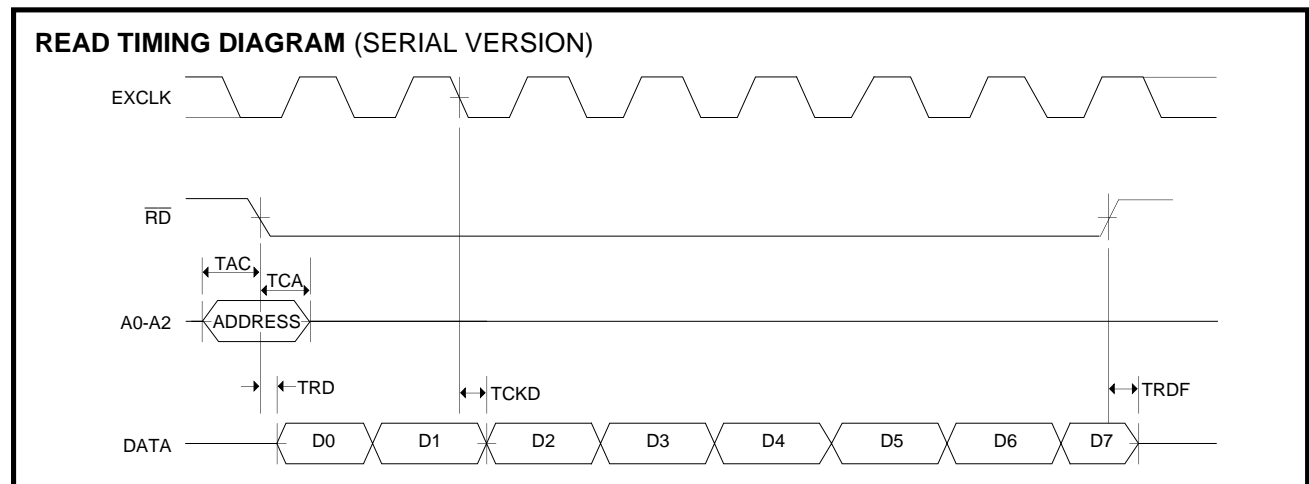 READ TIMING DIAGRAM (SERIAL VERSION)
EXCLK
RD
TAC
TCA
A0-A2
ADDRESS
TRD
TCKD
TRDF
DATA
D0
D1
D2
D3
D4
D5
D6
D7